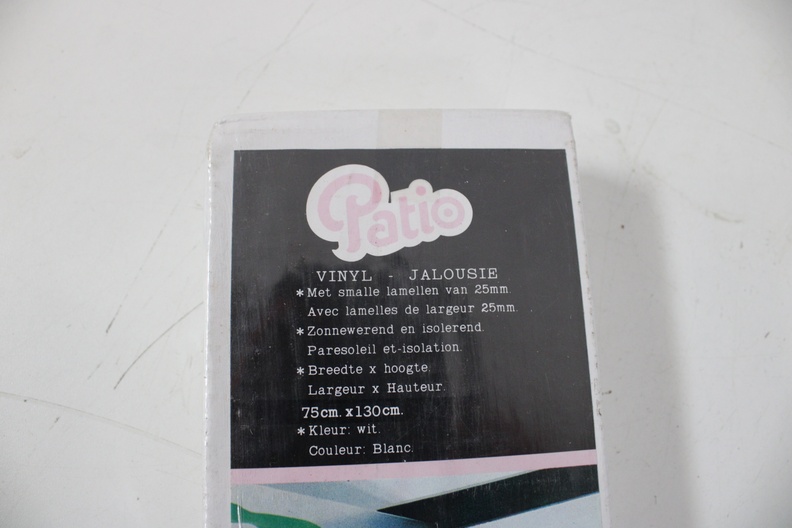 Patio
VINYL - JALOUSIE
* Met smalle lamellen van 25mm.
Avec lamelles de largeur 25mm.
* Zonnewerend en isolerend.
Paresoleil et-isolation.
* Breedte x hoogte.
Largeur x Hauteur.
75cm. x130cm.
* Kleur: wit.
Couleur: Blanc.